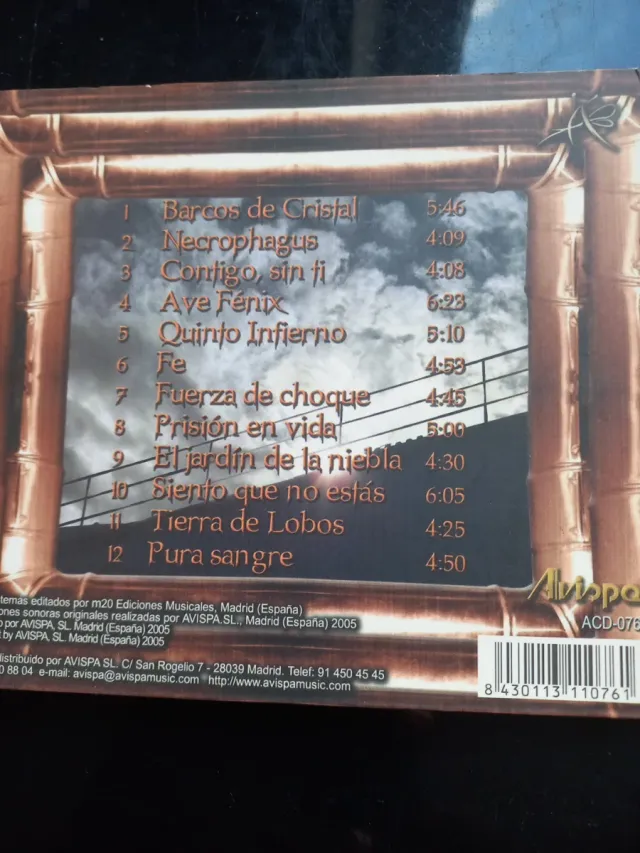 1 Barcos de Cristal 5:46
2 Necrophagus 4:09
3 Contigo, sin ti 4:08
4 Ave Fénix 6:23
5 Quinto Infierno 5:10
6 Fe 4:53
7 Fuerza de choque 4:45
8 Prisión en vida 5:00
9 El jardín de la niebla 4:30
10 Siento que no estás 6:05
11 Tierra de Lobos 4:25
12 Pura sangre 4:50
Avispa
ACD-076
temas editados por m20 Ediciones Musicales, Madrid (España)
ones sonoras originales realizadas por AVISPA SL., Madrid (España) 2005
o por AVISPA, SL. Madrid (España) 2005
t by AVISPA, SL. Madrid (España) 2005
distribuido por AVISPA SL. C/ San Rogelio 7 - 28039 Madrid. Telef: 91 450 45 45
0 88 04 e-mail: avispa@avispamusic.com http://www.avispamusic.com
8 430113 110761